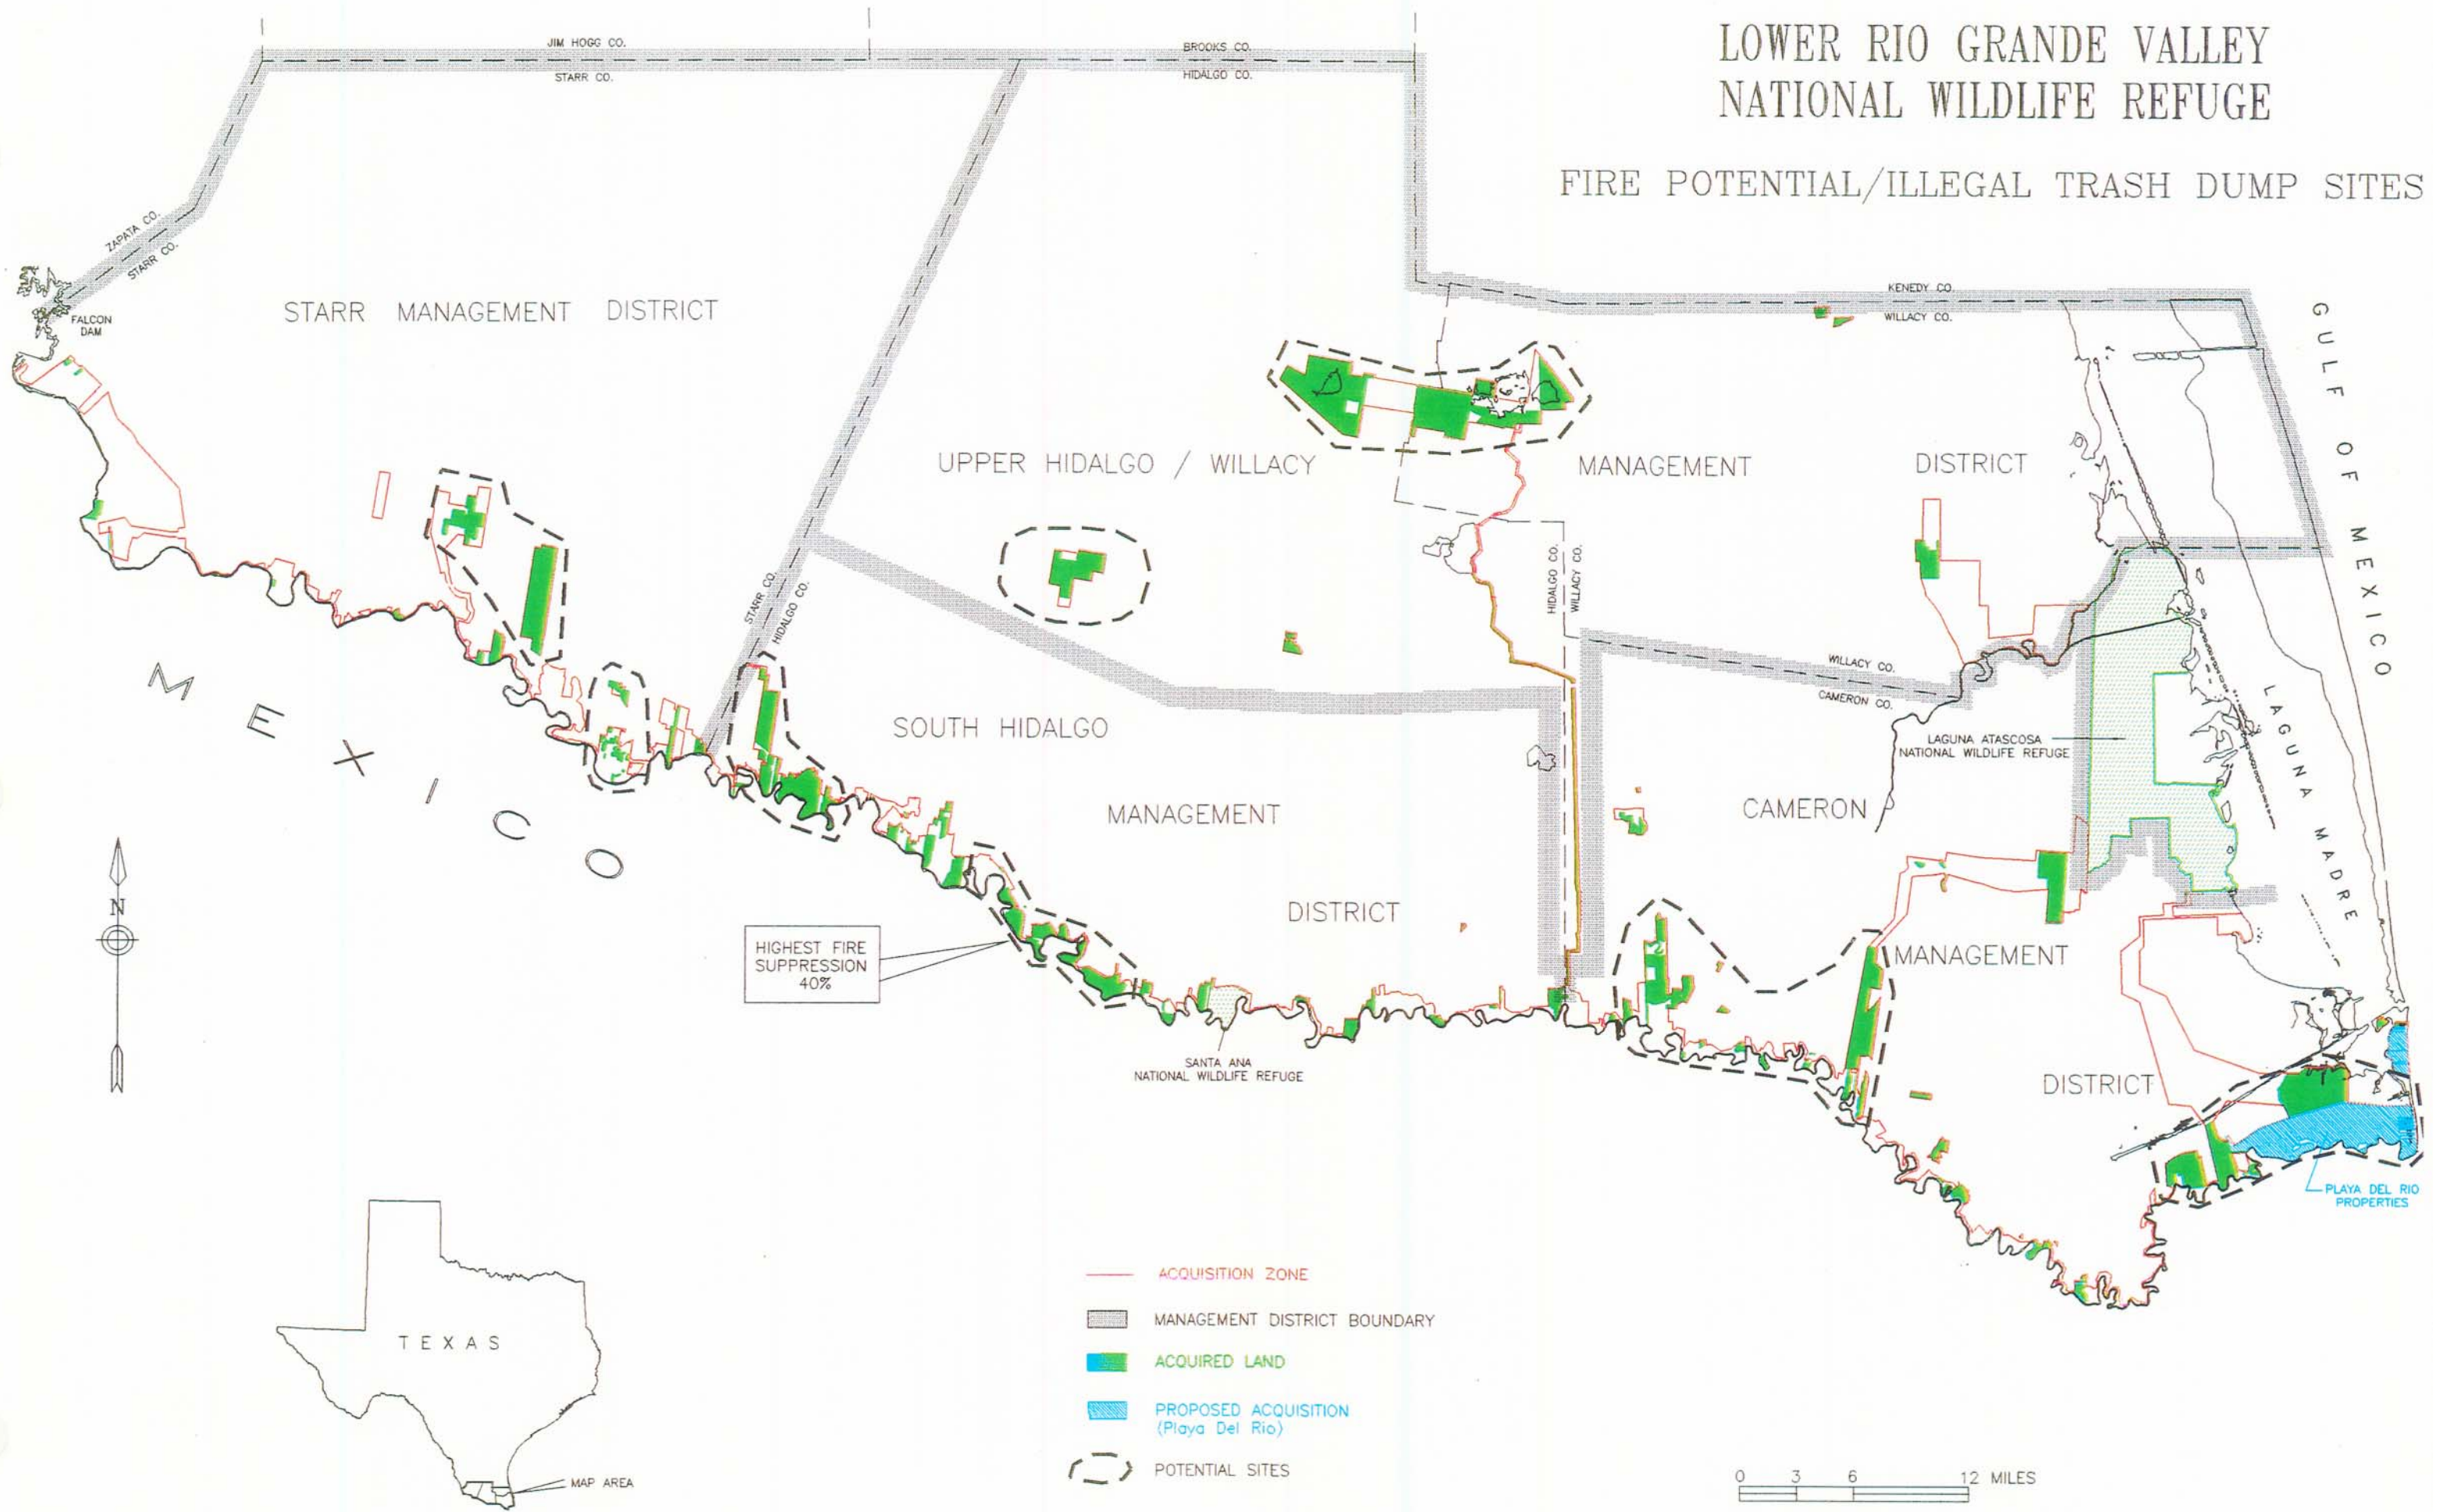 LOWER RIO GRANDE VALLEY
NATIONAL WILDLIFE REFUGE
FIRE POTENTIAL/ILLEGAL TRASH DUMP SITES
JIM HOGG CO.
STARR CO.
BROOKS CO.
HIDALGO CO.
ZAPATA CO.
STARR CO.
FALCON
DAM
KENEDY CO.
WILLACY CO.
GULF OF MEXICO
STARR MANAGEMENT DISTRICT
UPPER HIDALGO / WILLACY
MANAGEMENT
DISTRICT
STARR CO.
HIDALGO CO.
HIDALGO CO.
WILLACY CO.
WILLACY CO.
CAMERON CO.
MEXICO
SOUTH HIDALGO
MANAGEMENT
DISTRICT
LAGUNA ATASCOSA
NATIONAL WILDLIFE REFUGE
LAGUNA MADRE
CAMERON
MANAGEMENT
DISTRICT
N
HIGHEST FIRE
SUPPRESSION
40%
SANTA ANA
NATIONAL WILDLIFE REFUGE
PLAYA DEL RIO
PROPERTIES
TEXAS
MAP AREA
ACQUISITION ZONE
MANAGEMENT DISTRICT BOUNDARY
ACQUIRED LAND
PROPOSED ACQUISITION
(Playa Del Rio)
POTENTIAL SITES
0 3 6 12 MILES